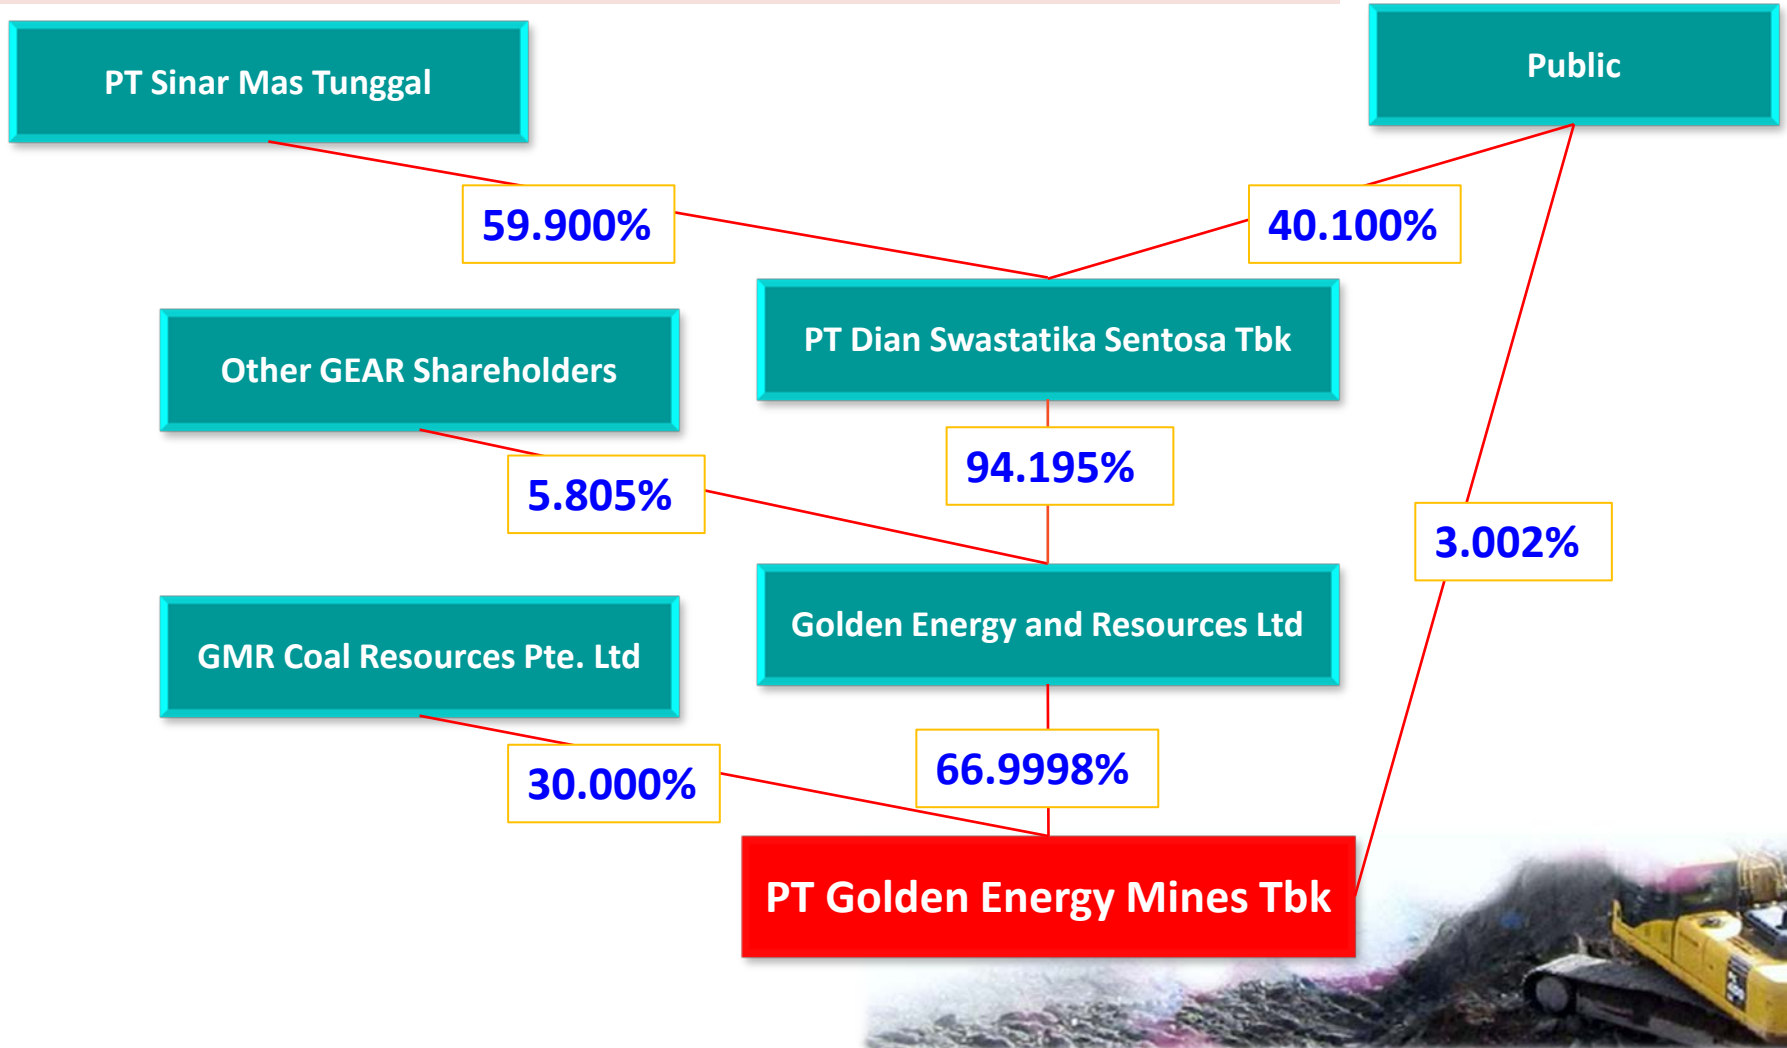 PT Sinar Mas Tunggal
Public
59.900%
40.100%
PT Dian Swastatika Sentosa Tbk
Other GEAR Shareholders
94.195%
5.805%
3.002%
Golden Energy and Resources Ltd
GMR Coal Resources Pte. Ltd
66.9998%
30.000%
PT Golden Energy Mines Tbk